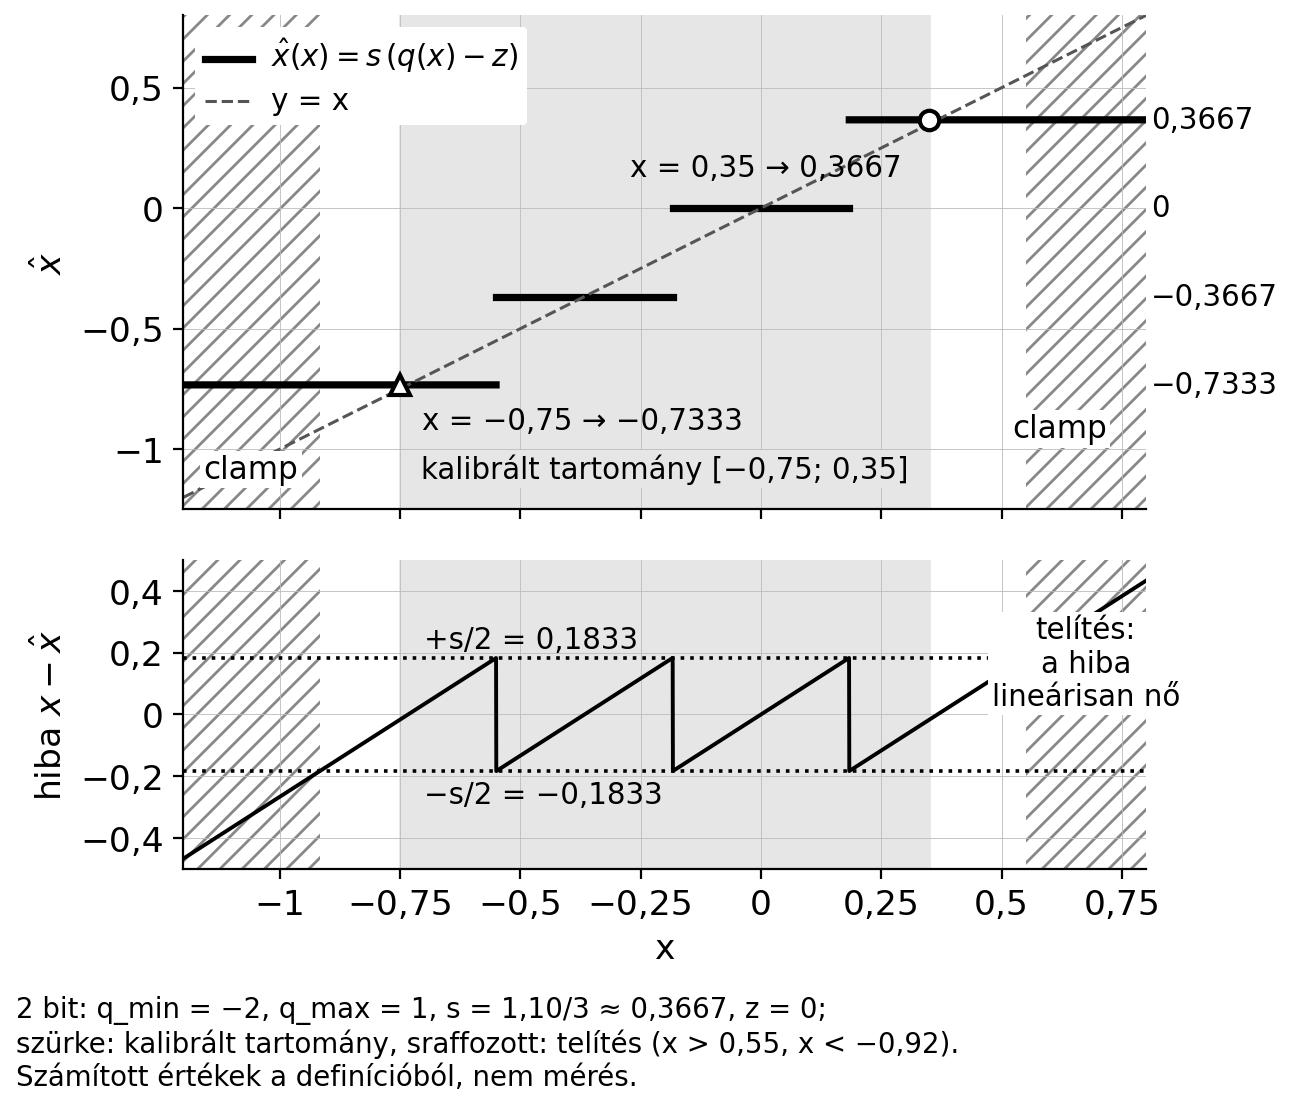 x̂(x) = s (q(x) − z)
y = x
0,5
0
−0,5
−1
x̂
x = 0,35 → 0,3667
x = −0,75 → −0,7333
kalibrált tartomány [−0,75; 0,35]
clamp
clamp
0,3667
0
−0,3667
−0,7333
0,4
0,2
0
−0,2
−0,4
hiba x − x̂
+s/2 = 0,1833
−s/2 = −0,1833
telítés:
a hiba
lineárisan nő
−1
−0,75
−0,5
−0,25
0
0,25
0,5
0,75
x
2 bit: q_min = −2, q_max = 1, s = 1,10/3 ≈ 0,3667, z = 0;
szürke: kalibrált tartomány, sraffozott: telítés (x > 0,55, x < −0,92).
Számított értékek a definícióból, nem mérés.